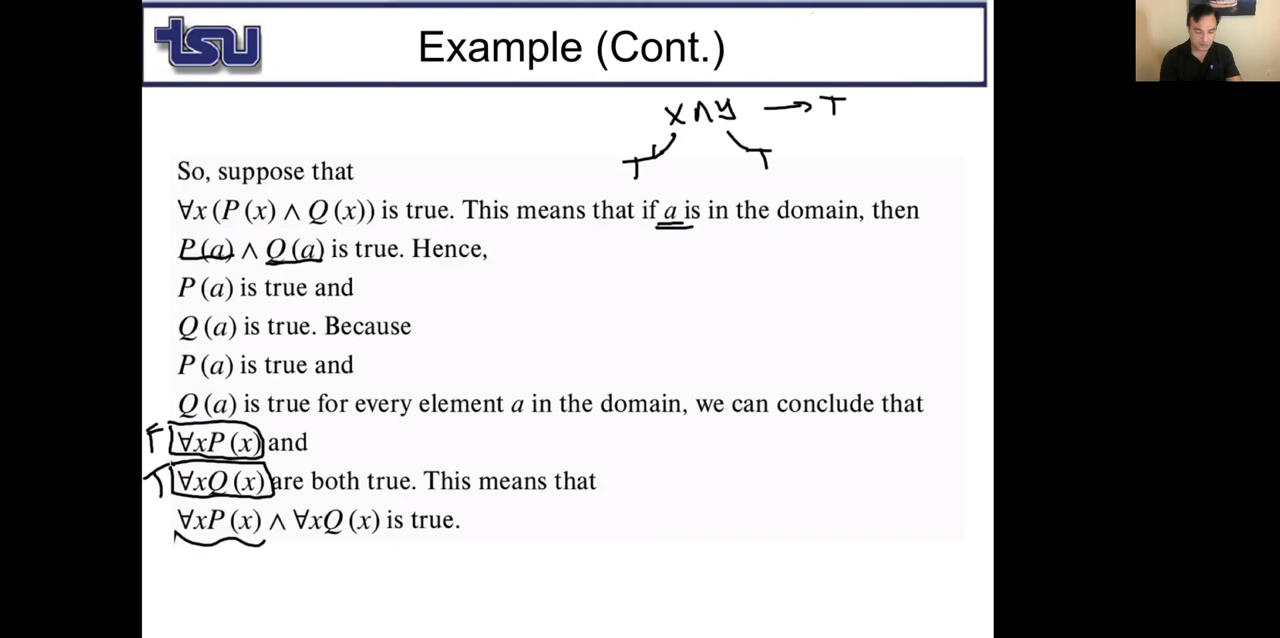 tsu
Example (Cont.)
x ∧ y → T
T T
So, suppose that
∀x (P (x) ∧ Q (x)) is true. This means that if a is in the domain, then
P (a) ∧ Q (a) is true. Hence,
P (a) is true and
Q (a) is true. Because
P (a) is true and
Q (a) is true for every element a in the domain, we can conclude that
∀xP (x) and
T ∀xQ (x) are both true. This means that
∀xP (x) ∧ ∀xQ (x) is true.